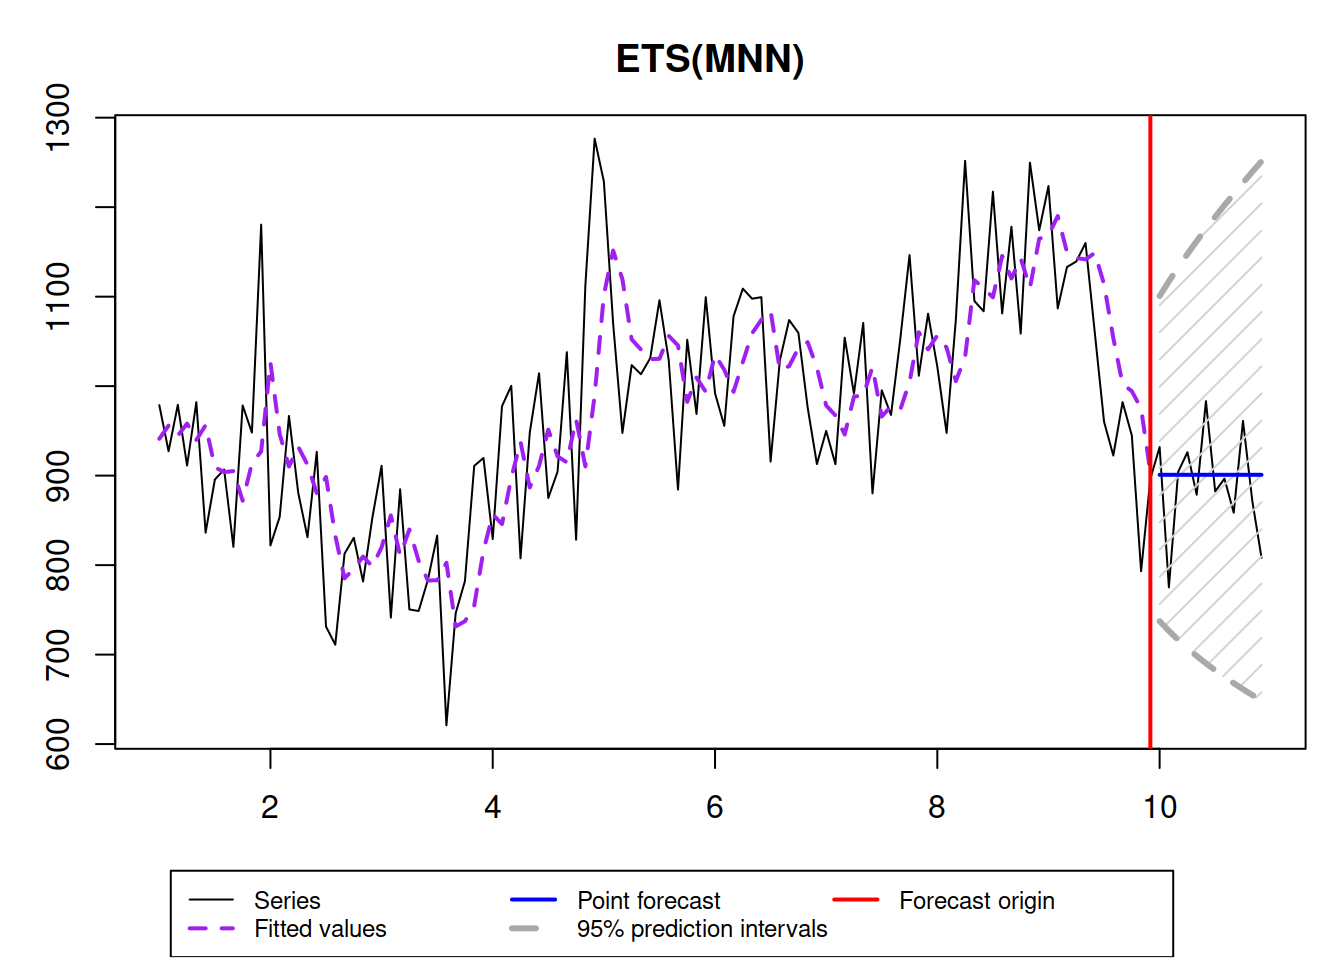 ETS(MNN)
1300
1100
900
800
700
600
2 4 6 8 10
Series Point forecast Forecast origin
Fitted values 95% prediction intervals